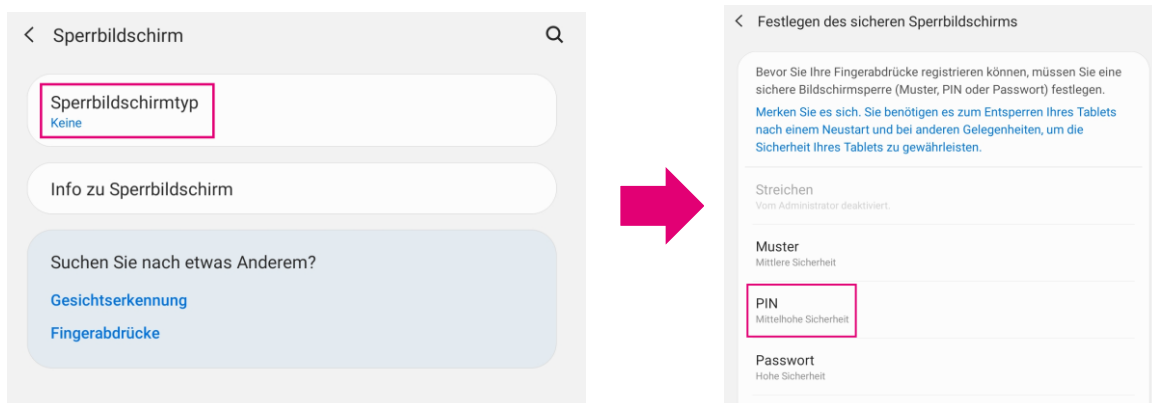 Sperrbildschirm
Sperrbildschirmtyp
Keine
Info zu Sperrbildschirm
Suchen Sie nach etwas Anderem?
Gesichtserkennung
Fingerabdrücke
Festlegen des sicheren Sperrbildschirms
Bevor Sie Ihre Fingerabdrücke registrieren können, müssen Sie eine
sichere Bildschirmsperre (Muster, PIN oder Passwort) festlegen.
Merken Sie es sich. Sie benötigen es zum Entsperren Ihres Tablets
nach einem Neustart und bei anderen Gelegenheiten, um die
Sicherheit Ihres Tablets zu gewährleisten.
Streichen
Vom Administrator deaktiviert.
Muster
Mittlere Sicherheit
PIN
Mittelhohe Sicherheit
Passwort
Hohe Sicherheit